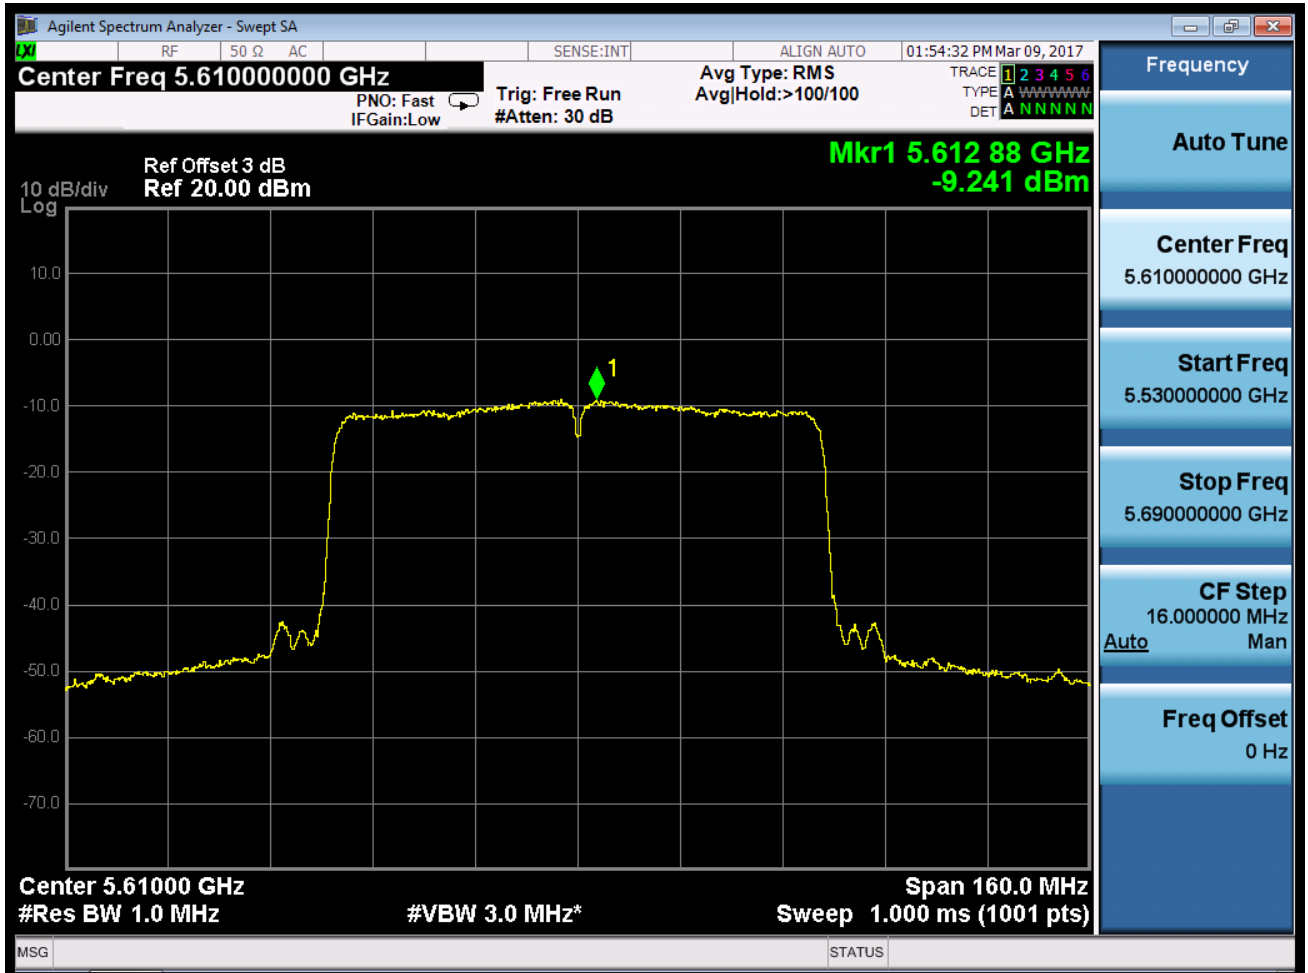 Agilent Spectrum Analyzer - Swept SA
LXI RF 50 Ω AC SENSE:INT ALIGN AUTO 01:54:32 PM Mar 09, 2017
Center Freq 5.610000000 GHz
PNO: Fast
IFGain:Low
Trig: Free Run
#Atten: 30 dB
Avg Type: RMS
Avg|Hold:>100/100
TRACE 1 2 3 4 5 6
TYPE A WWWWW
DET A N N N N N
Mkr1 5.612 88 GHz
-9.241 dBm
Ref Offset 3 dB
10 dB/div Ref 20.00 dBm
Log
10.0
0.00
-10.0
-20.0
-30.0
-40.0
-50.0
-60.0
-70.0
1
Center 5.61000 GHz Span 160.0 MHz
#Res BW 1.0 MHz #VBW 3.0 MHz* Sweep 1.000 ms (1001 pts)
MSG STATUS
Frequency
Auto Tune
Center Freq
5.610000000 GHz
Start Freq
5.530000000 GHz
Stop Freq
5.690000000 GHz
CF Step
16.000000 MHz
Auto Man
Freq Offset
0 Hz